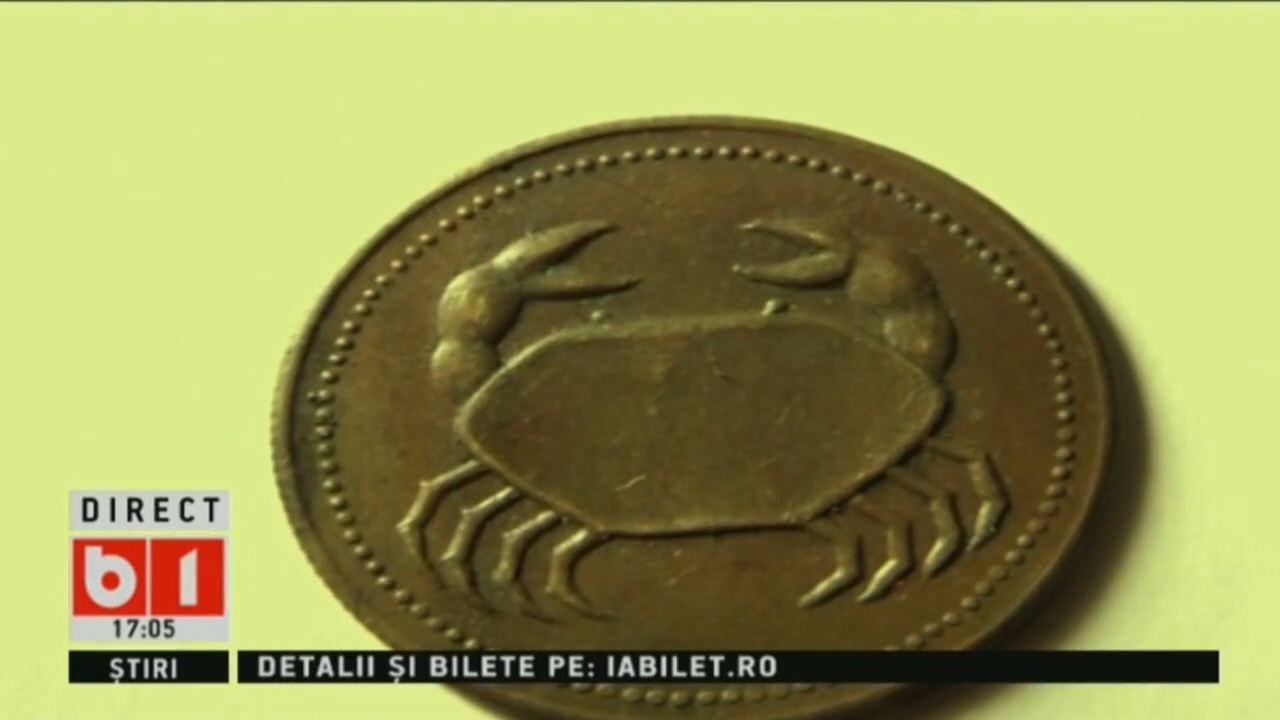 DIRECT
b1
17:05
ȘTIRI
DETALII ȘI BILETE PE: IABILET.RO